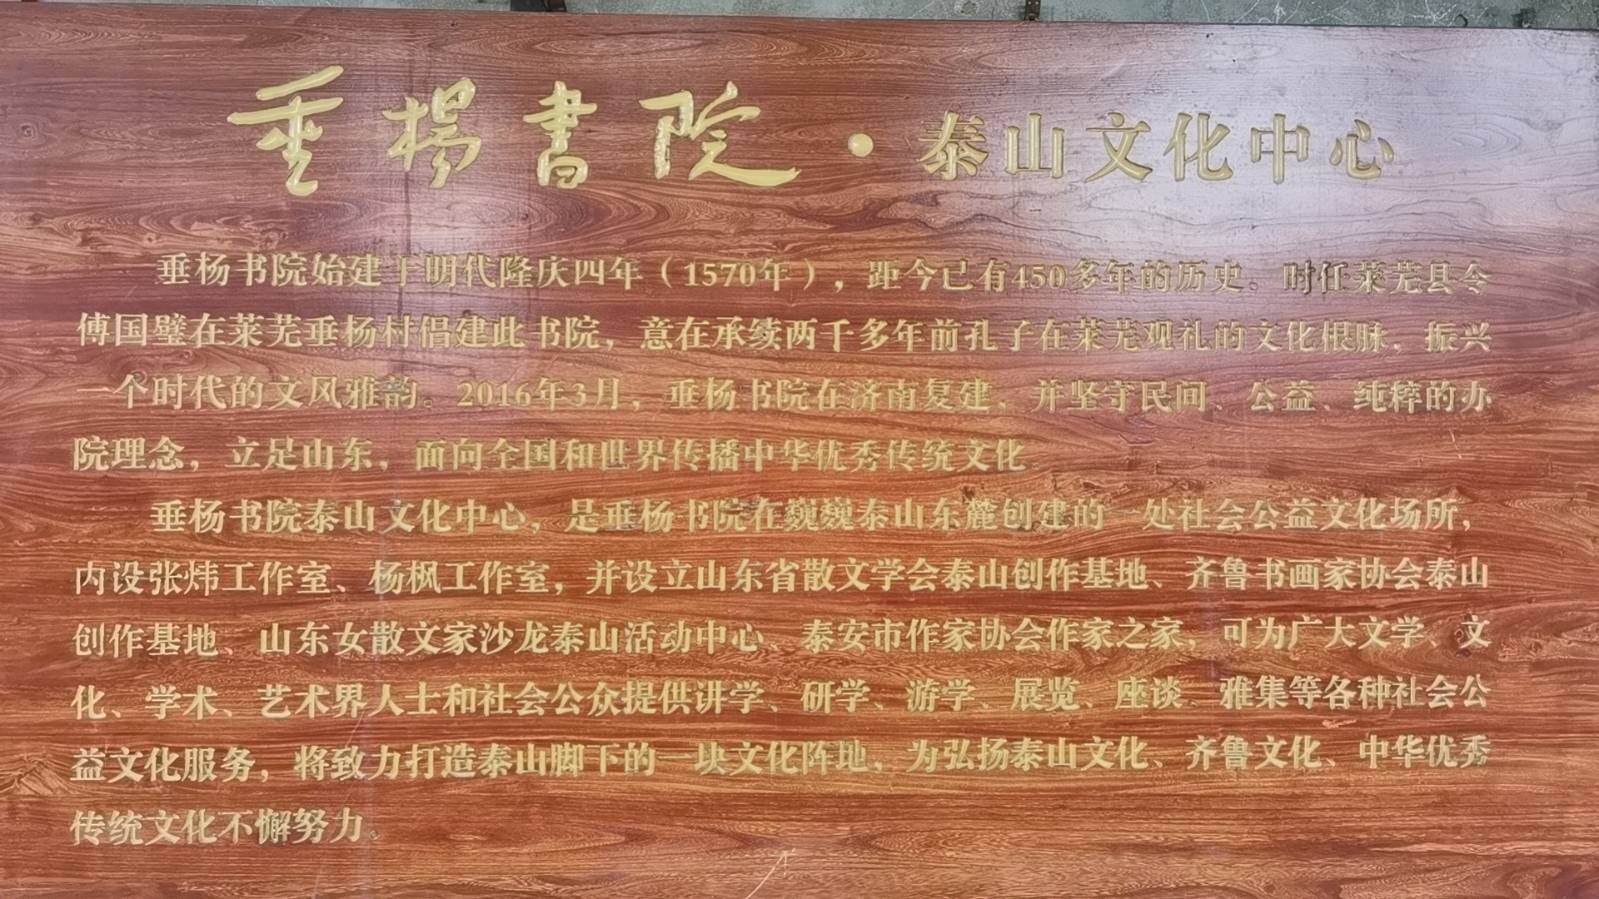 垂楊書院·泰山文化中心
垂杨书院始建于明代隆庆四年（1570年），距今已有450多年的历史。时任莱芜县令
傅国璧在莱芜垂杨村倡建此书院，意在承续两千多年前孔子在莱芜观礼的文化根脉，振兴
一个时代的文风雅韵。2016年3月，垂杨书院在济南复建，并坚守民间、公益、纯粹的办
院理念，立足山东，面向全国和世界传播中华优秀传统文化
垂杨书院泰山文化中心，是垂杨书院在巍巍泰山东麓创建的一处社会公益文化场所，
内设张炜工作室、杨枫工作室，并设立山东省散文学会泰山创作基地、齐鲁书画家协会泰山
创作基地、山东女散文家沙龙泰山活动中心、泰安市作家协会作家之家，可为广大文学、文
化、学术、艺术界人士和社会公众提供讲学、研学、游学、展览、座谈、雅集等各种社会公
益文化服务，将致力打造泰山脚下的一块文化阵地，为弘扬泰山文化、齐鲁文化、中华优秀
传统文化不懈努力。